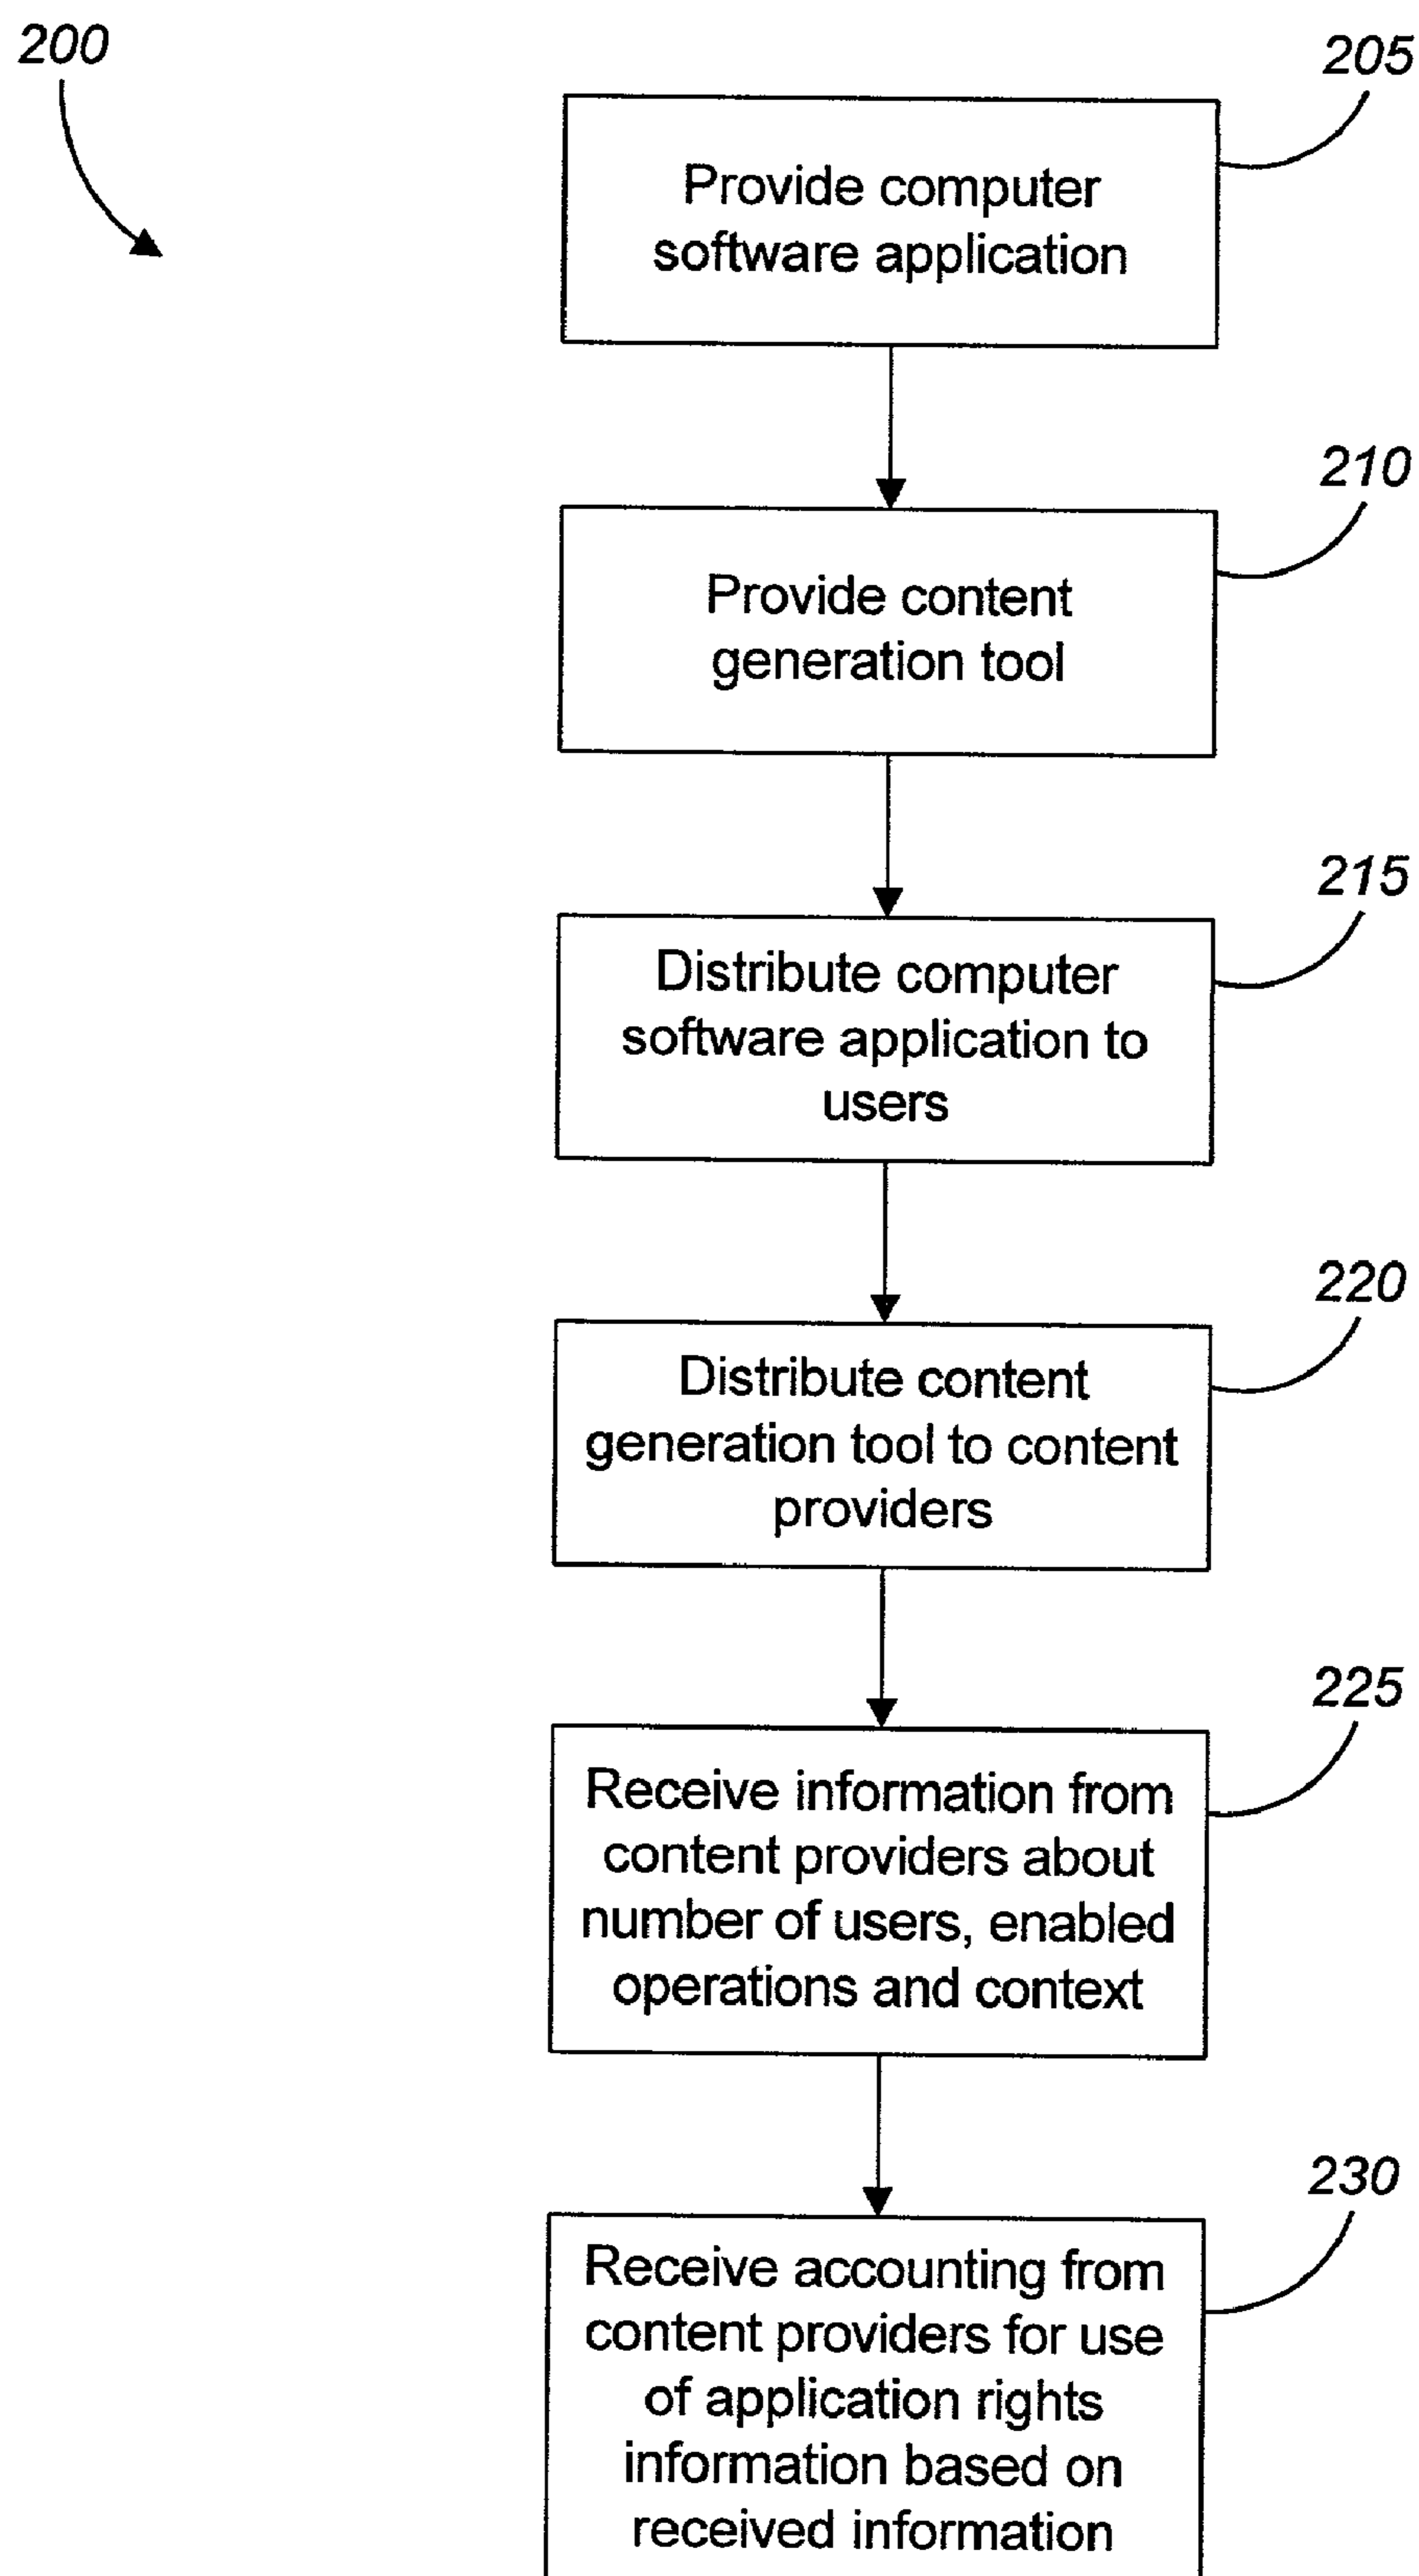 200
205
Provide computer
software application
210
Provide content
generation tool
215
Distribute computer
software application to
users
220
Distribute content
generation tool to content
providers
225
Receive information from
content providers about
number of users, enabled
operations and context
230
Receive accounting from
content providers for use
of application rights
information based on
received information